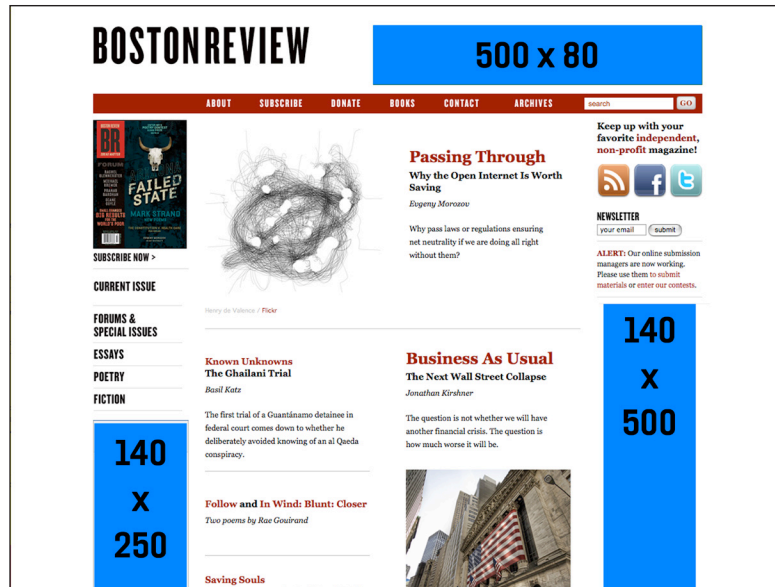 BOSTON REVIEW
500 x 80
ABOUT SUBSCRIBE DONATE BOOKS CONTACT ARCHIVES search GO
BR
FORUM
FAILED
STATE
MARK STRAND
BIG RESULTS
SUBSCRIBE NOW >
CURRENT ISSUE
FORUMS &
SPECIAL ISSUES
ESSAYS
POETRY
FICTION
140
x
250
Henry de Valence / Flickr
Passing Through
Why the Open Internet Is Worth
Saving
Evgeny Morozov
Why pass laws or regulations ensuring
net neutrality if we are doing all right
without them?
Known Unknowns
The Ghailani Trial
Basil Katz
The first trial of a Guantánamo detainee in
federal court comes down to whether he
deliberately avoided knowing of an al Qaeda
conspiracy.
Follow and In Wind: Blunt: Closer
Two poems by Rae Gouirand
Saving Souls
Business As Usual
The Next Wall Street Collapse
Jonathan Kirshner
The question is not whether we will have
another financial crisis. The question is
how much worse it will be.
Keep up with your
favorite independent,
non-profit magazine!
f
t
NEWSLETTER
your email submit
ALERT: Our online submission
managers are now working.
Please use them to submit
materials or enter our contests.
140
x
500